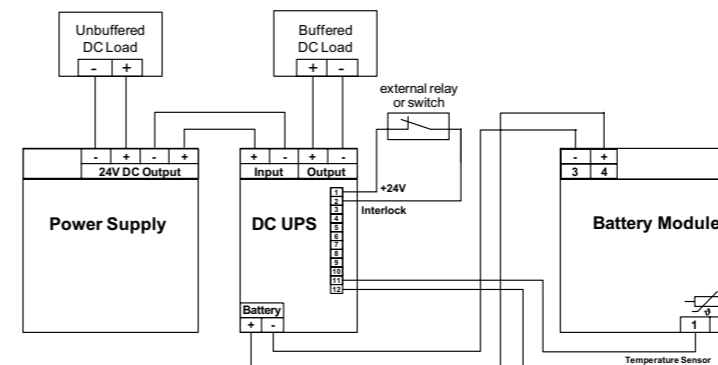 Unbuffered
DC Load
- +
Buffered
DC Load
+ -
external relay
or switch
- + - +
24V DC Output
+ - + -
Input Output
- +
3 4
Power Supply
DC UPS
1
2
3
4
5
6
7
8
9
10
11
12
+24V
Interlock
Battery Module
Battery
+ -
ϑ
1
Temperature Sensor